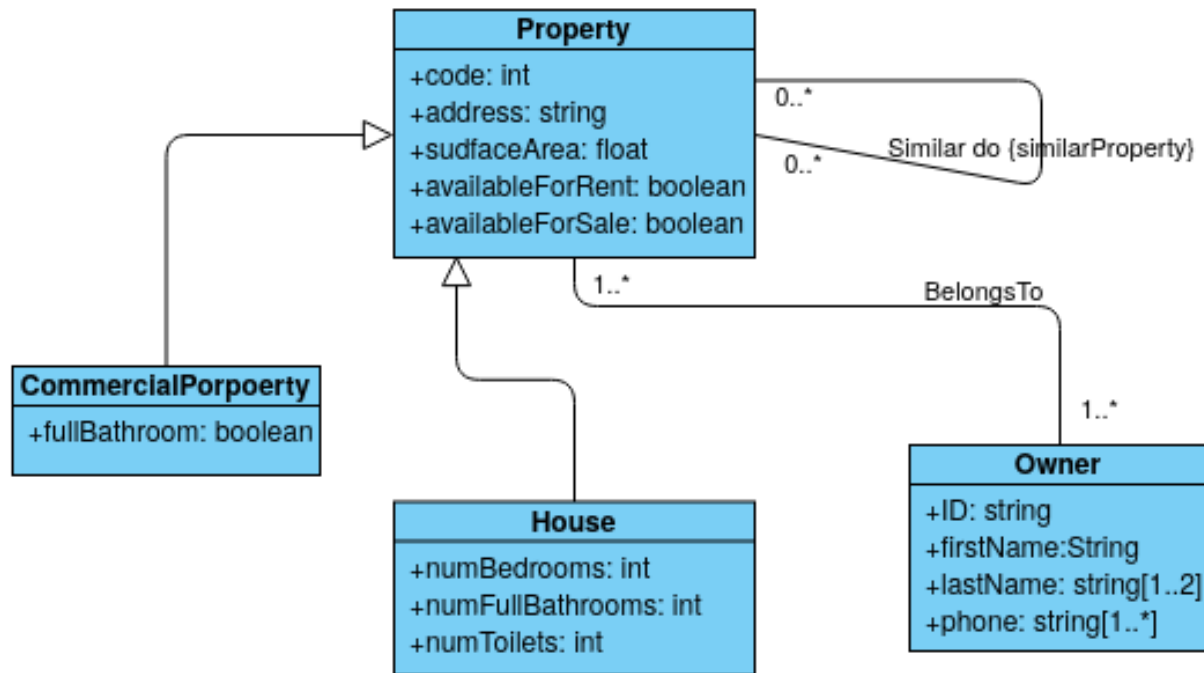 Property
+code: int
+address: string
+sudfaceArea: float
+availableForRent: boolean
+availableForSale: boolean
0..*
Similar do {similarProperty}
0..*
1..*
BelongsTo
1..*
CommercialPorpoerty
+fullBathroom: boolean
House
+numBedrooms: int
+numFullBathrooms: int
+numToilets: int
Owner
+ID: string
+firstName:String
+lastName: string[1..2]
+phone: string[1..*]